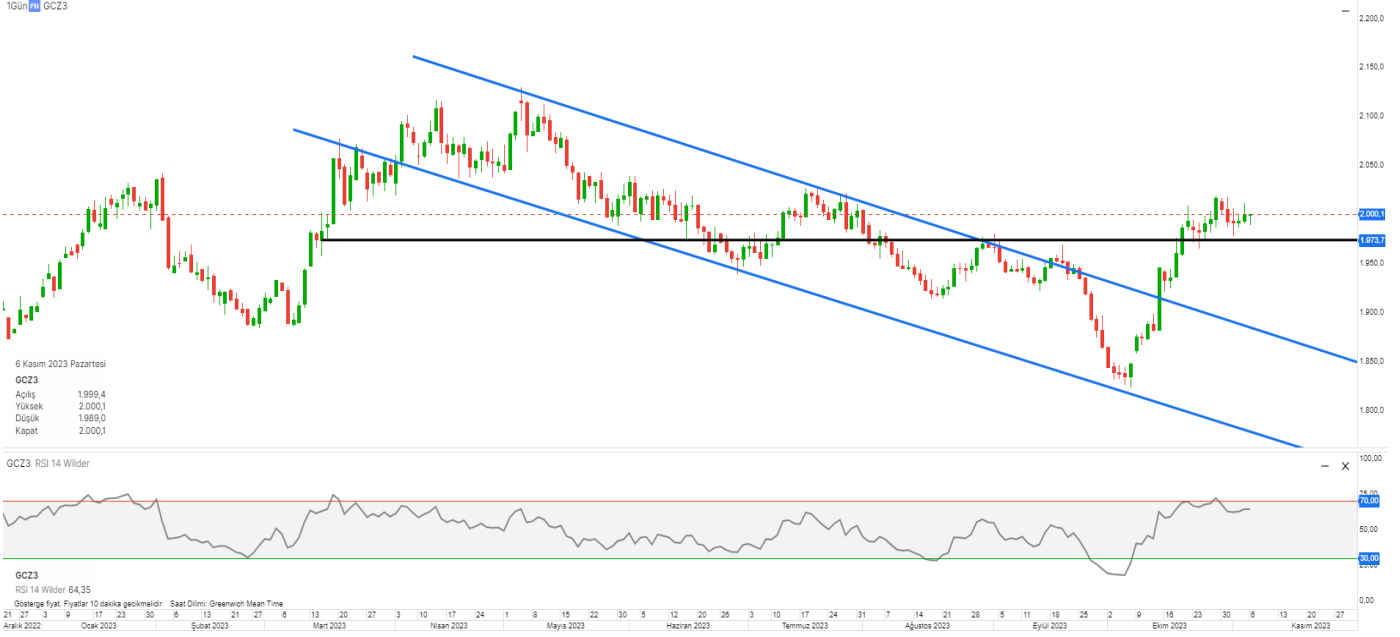 1Gün FU GCZ3
2.200,0
2.150,0
2.100,0
2.050,0
2.000,1
1.973,7
1.950,0
1.900,0
1.850,0
1.800,0
6 Kasım 2023 Pazartesi
GCZ3
Açılış 1.999,4
Yüksek 2.000,1
Düşük 1.989,0
Kapat 2.000,1
GCZ3 RSI 14 Wilder
100,00
70,00
50,00
30,00
0,00
GCZ3
RSI 14 Wilder 64,35
Gösterge fiyat. Fiyatlar 10 dakika gecikmelidir Saat Dilimi: Greenwich Mean Time
21 27 3 9 16 23 30 6 14 21 27 6 13 20 27 3 10 17 24 1 8 15 22 30 5 12 20 26 3 10 17 24 31 7 14 21 28 5 11 18 25 2 9 16 23 30 6 13 20 27
Aralık 2022 Ocak 2023 Şubat 2023 Mart 2023 Nisan 2023 Mayıs 2023 Haziran 2023 Temmuz 2023 Ağustos 2023 Eylül 2023 Ekim 2023 Kasım 2023